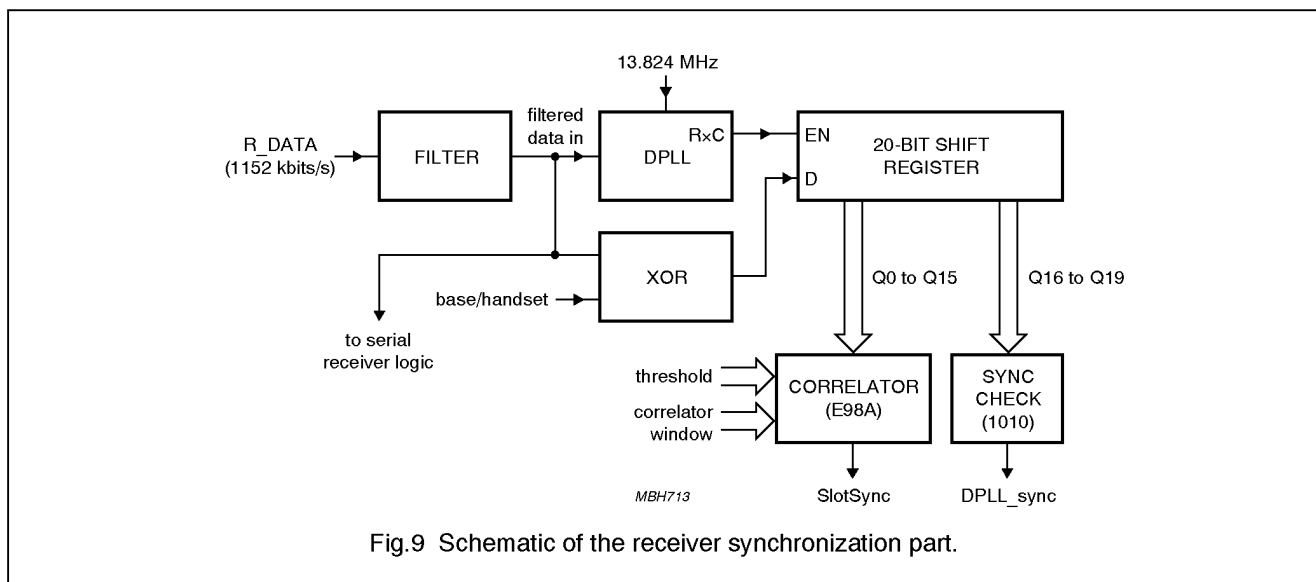 13.824 MHz
R_DATA
(1152 kbits/s)
FILTER
filtered
data in
R×C
DPLL
EN
D
20-BIT SHIFT
REGISTER
XOR
base/handset
to serial
receiver logic
Q0 to Q15
Q16 to Q19
threshold
correlator
window
CORRELATOR
(E98A)
SYNC
CHECK
(1010)
MBH713
SlotSync
DPLL_sync
Fig.9 Schematic of the receiver synchronization part.